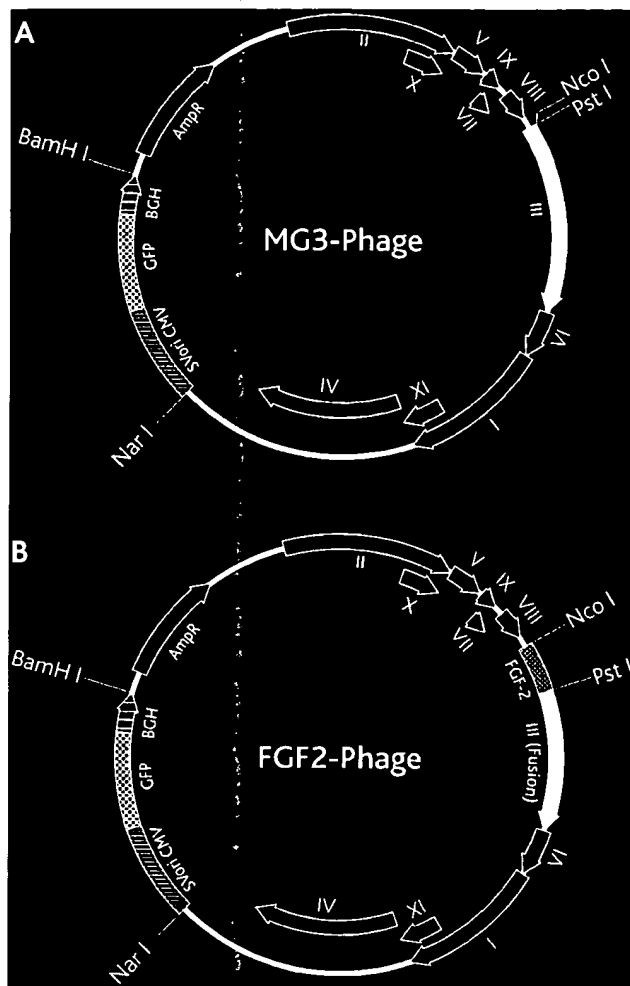 A
II
V
IX
VIII
X
VII
Nco I
Pst I
AmpR
BamH I
BGH
GFP
SVori CMV
Nar I
MG3-Phage
III
VI
IV
XI
I
B
II
V
IX
VIII
X
VII
Nco I
FGF-2
Pst I
AmpR
BamH I
BGH
GFP
SVori CMV
Nar I
FGF2-Phage
III (Fusion)
VI
IV
XI
I